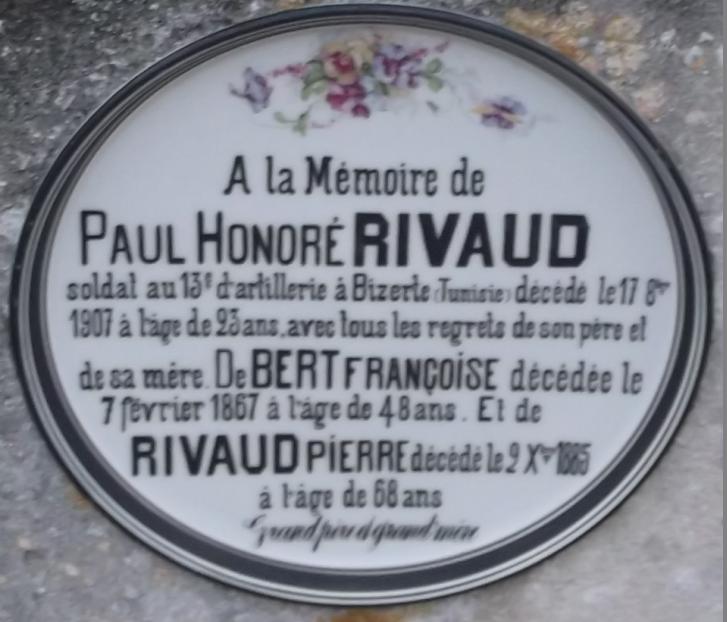 A la Mémoire de
PAUL HONORÉ RIVAUD
soldat au 13e d'artillerie à Bizerte (Tunisie) décédé le 17 8bre
1907 à l'âge de 23 ans, avec tous les regrets de son père et
de sa mère. De BERT FRANÇOISE décédée le
7 février 1867 à l'âge de 48 ans. Et de
RIVAUD PIERRE décédé le 2 Xbre
à l'âge de 68 ans
Grand père et grand mère